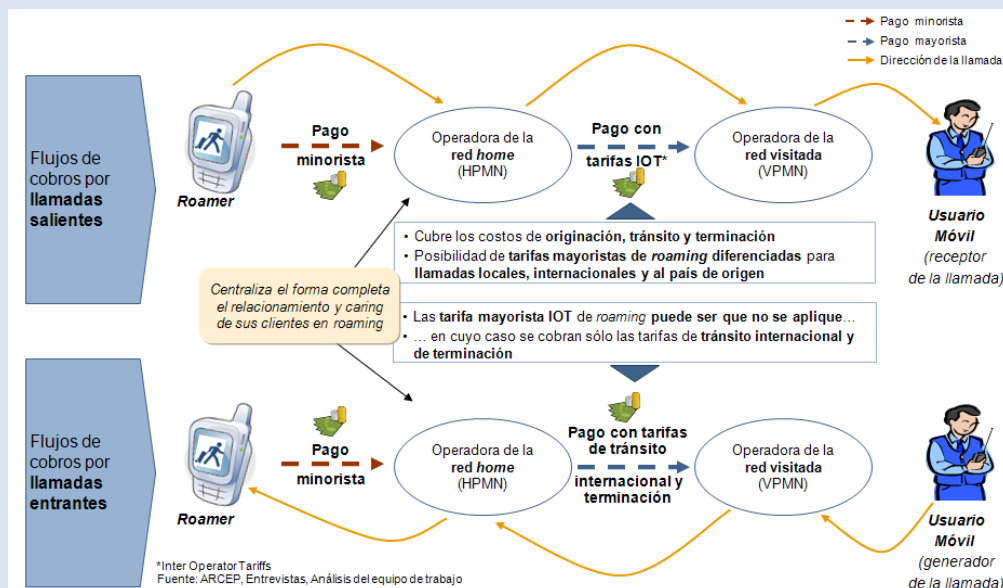 Pago minorista
Pago mayorista
Dirección de la llamada
Flujos de
cobros por
llamadas
salientes
Roamer
Pago
minorista
Operadora de la
red home
(HPMN)
Pago con
tarifas IOT*
Operadora de la
red visitada
(VPMN)
Usuario
Móvil
(receptor
de la llamada)
• Cubre los costos de originación, tránsito y terminación
• Posibilidad de tarifas mayoristas de roaming diferenciadas para
llamadas locales, internacionales y al país de origen
Centraliza el forma completa
el relacionamiento y caring
de sus clientes en roaming
• Las tarifa mayorista IOT de roaming puede ser que no se aplique…
• … en cuyo caso se cobran sólo las tarifas de tránsito internacional y
de terminación
Flujos de
cobros por
llamadas
entrantes
Roamer
Pago
minorista
Operadora de la
red home
(HPMN)
Pago con tarifas
de tránsito
internacional y
terminación
Operadora de la
red visitada
(VPMN)
Usuario
Móvil
(generador
de la llamada)
*Inter Operator Tariffs
Fuente: ARCEP, Entrevistas, Análisis del equipo de trabajo